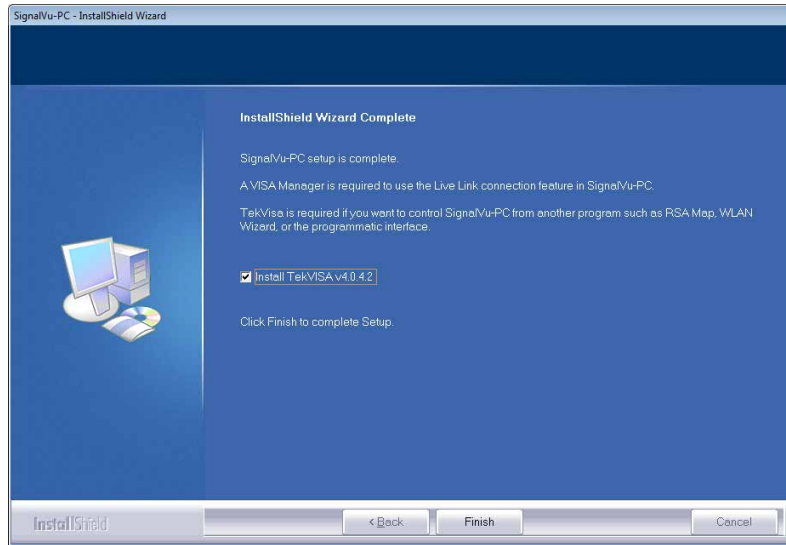 SignalVu-PC - InstallShield Wizard
InstallShield Wizard Complete
SignalVu-PC setup is complete.
A VISA Manager is required to use the Live Link connection feature in SignalVu-PC.
TekVisa is required if you want to control SignalVu-PC from another program such as RSA Map, WLAN
Wizard, or the programmatic interface.
Install TekVISA v4.0.4.2
Click Finish to complete Setup.
InstallShield
< Back
Finish
Cancel